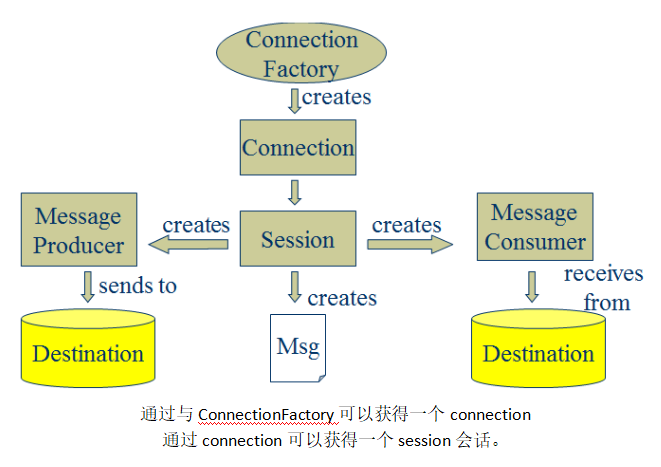 Connection
Factory
creates
Connection
Message
Producer
creates
Session
creates
Message
Consumer
sends to
creates
receives
from
Destination
Msg
Destination
通过与 ConnectionFactory 可以获得一个 connection
通过 connection 可以获得一个 session 会话。